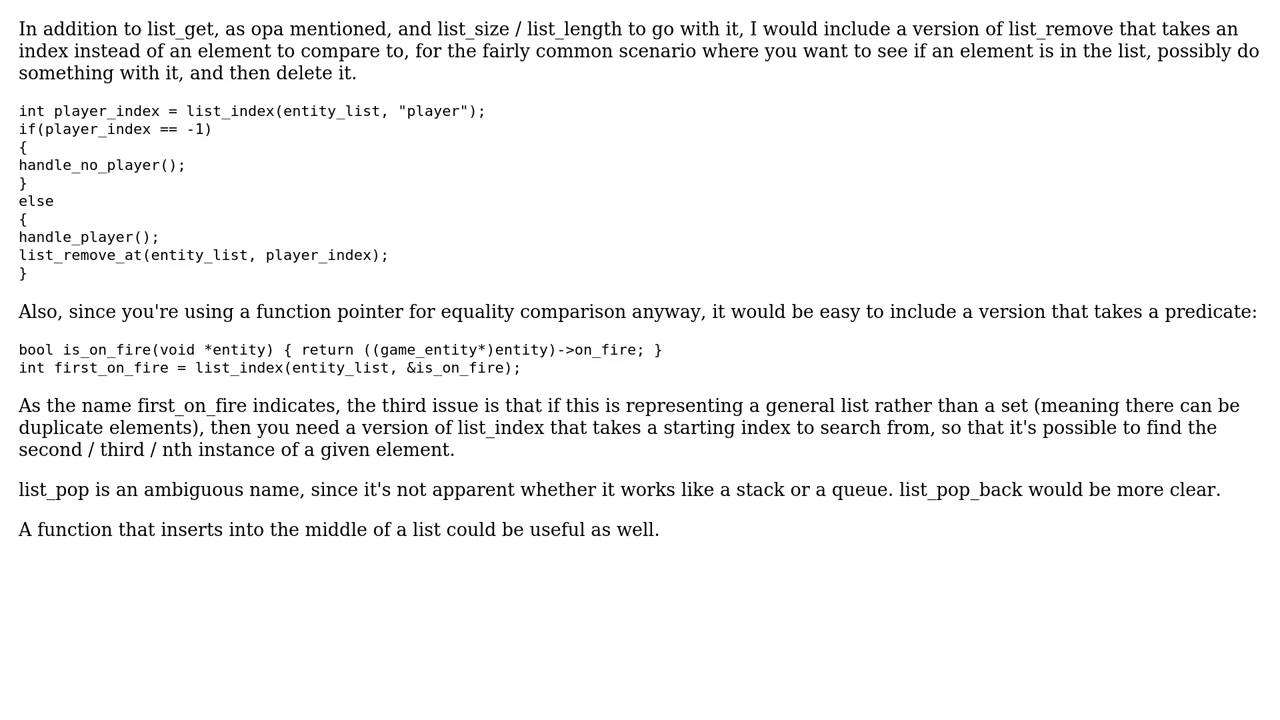 In addition to list_get, as opa mentioned, and list_size / list_length to go with it, I would include a version of list_remove that takes an
index instead of an element to compare to, for the fairly common scenario where you want to see if an element is in the list, possibly do
something with it, and then delete it.
int player_index = list_index(entity_list, "player");
if(player_index == -1)
{
handle_no_player();
}
else
{
handle_player();
list_remove_at(entity_list, player_index);
}
Also, since you're using a function pointer for equality comparison anyway, it would be easy to include a version that takes a predicate:
bool is_on_fire(void *entity) { return ((game_entity*)entity)->on_fire; }
int first_on_fire = list_index(entity_list, &is_on_fire);
As the name first_on_fire indicates, the third issue is that if this is representing a general list rather than a set (meaning there can be
duplicate elements), then you need a version of list_index that takes a starting index to search from, so that it's possible to find the
second / third / nth instance of a given element.
list_pop is an ambiguous name, since it's not apparent whether it works like a stack or a queue. list_pop_back would be more clear.
A function that inserts into the middle of a list could be useful as well.